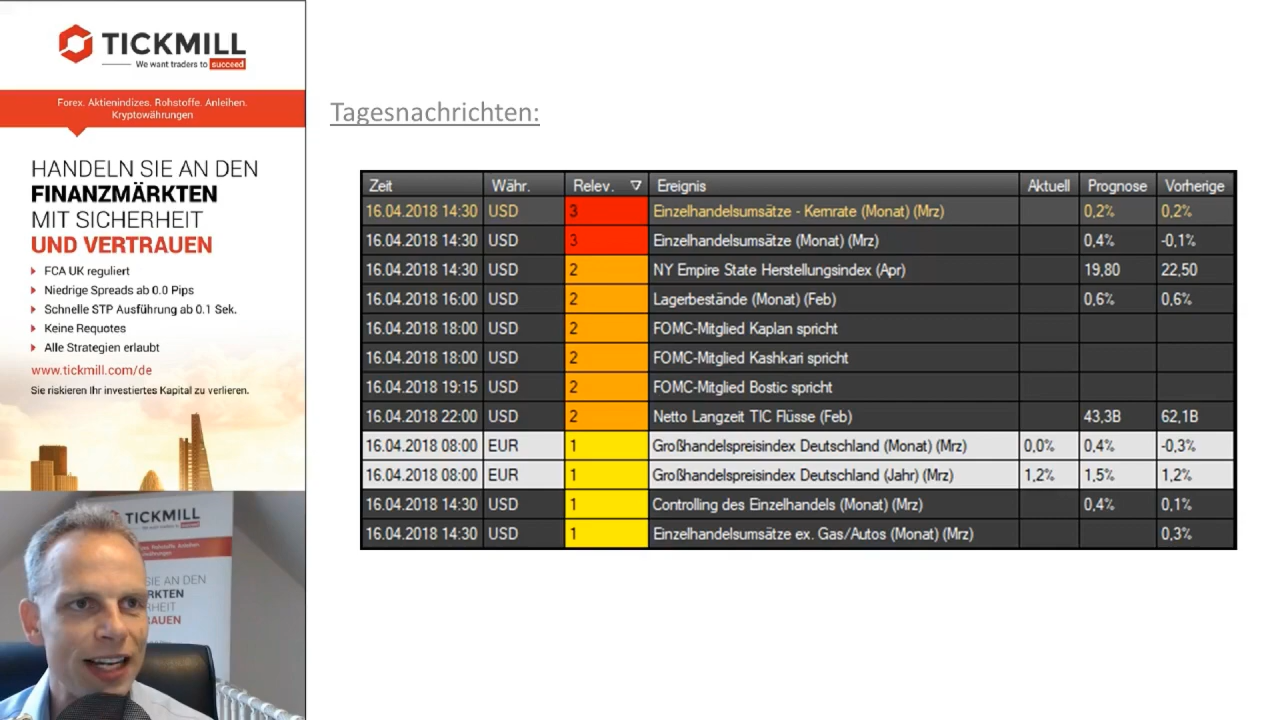 TICKMILL
We want traders to succeed
Forex. Aktienindizes. Rohstoffe. Anleihen.
Kryptowährungen
HANDELN SIE AN DEN
FINANZMÄRKTEN
MIT SICHERHEIT
UND VERTRAUEN
FCA UK reguliert
Niedrige Spreads ab 0.0 Pips
Schnelle STP Ausführung ab 0.1 Sek.
Keine Requotes
Alle Strategien erlaubt
www.tickmill.com/de
Sie riskieren Ihr investiertes Kapital zu verlieren.
Tagesnachrichten:
Zeit Währ. Relev. Ereignis Aktuell Prognose Vorherige
16.04.2018 14:30 USD 3 Einzelhandelsumsätze - Kernrate (Monat) (Mrz) 0,2% 0,2%
16.04.2018 14:30 USD 3 Einzelhandelsumsätze (Monat) (Mrz) 0,4% -0,1%
16.04.2018 14:30 USD 2 NY Empire State Herstellungsindex (Apr) 19,80 22,50
16.04.2018 16:00 USD 2 Lagerbestände (Monat) (Feb) 0,6% 0,6%
16.04.2018 18:00 USD 2 FOMC-Mitglied Kaplan spricht
16.04.2018 18:00 USD 2 FOMC-Mitglied Kashkari spricht
16.04.2018 19:15 USD 2 FOMC-Mitglied Bostic spricht
16.04.2018 22:00 USD 2 Netto Langzeit TIC Flüsse (Feb) 43,3B 62,1B
16.04.2018 08:00 EUR 1 Großhandelspreisindex Deutschland (Monat) (Mrz) 0,0% 0,4% -0,3%
16.04.2018 08:00 EUR 1 Großhandelspreisindex Deutschland (Jahr) (Mrz) 1,2% 1,5% 1,2%
16.04.2018 14:30 USD 1 Controlling des Einzelhandels (Monat) (Mrz) 0,4% 0,1%
16.04.2018 14:30 USD 1 Einzelhandelsumsätze ex. Gas/Autos (Monat) (Mrz) 0,3%
TICKMILL
SIE AN DEN
RKTEN
HEIT
RAUEN